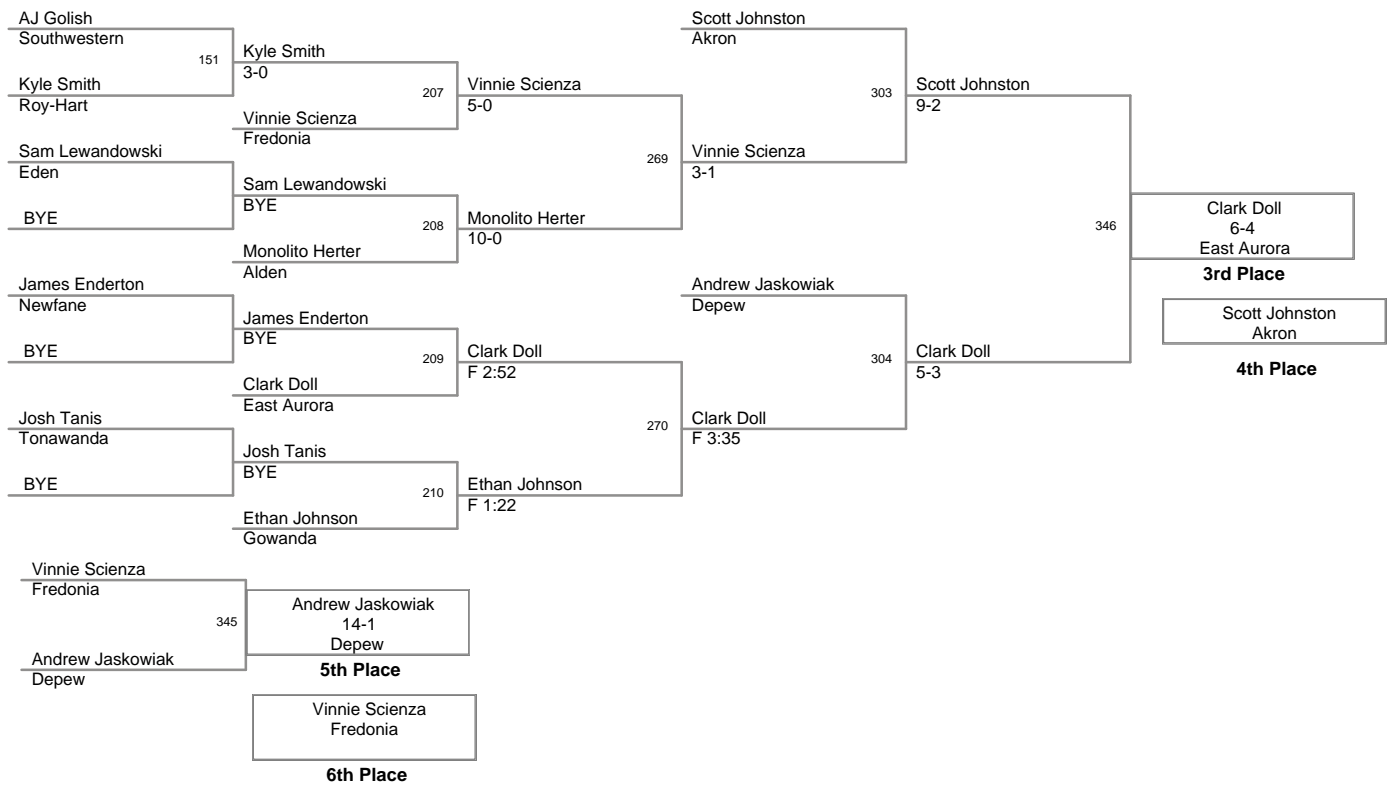 AJ Golish
Southwestern
151
Kyle Smith
Roy-Hart
Sam Lewandowski
Eden
BYE
James Enderton
Newfane
BYE
Josh Tanis
Tonawanda
BYE
Kyle Smith
3-0
207
Vinnie Scienza
Fredonia
Sam Lewandowski
BYE
208
Monolito Herter
Alden
James Enderton
BYE
209
Clark Doll
East Aurora
Josh Tanis
BYE
210
Ethan Johnson
Gowanda
Vinnie Scienza
5-0
269
Monolito Herter
10-0
Clark Doll
F 2:52
270
Ethan Johnson
F 1:22
Scott Johnston
Akron
303
Vinnie Scienza
3-1
Andrew Jaskowiak
Depew
304
Clark Doll
F 3:35
Scott Johnston
9-2
346
Clark Doll
5-3
Clark Doll
6-4
East Aurora
3rd Place
Scott Johnston
Akron
4th Place
Vinnie Scienza
Fredonia
345
Andrew Jaskowiak
Depew
Andrew Jaskowiak
14-1
Depew
5th Place
Vinnie Scienza
Fredonia
6th Place